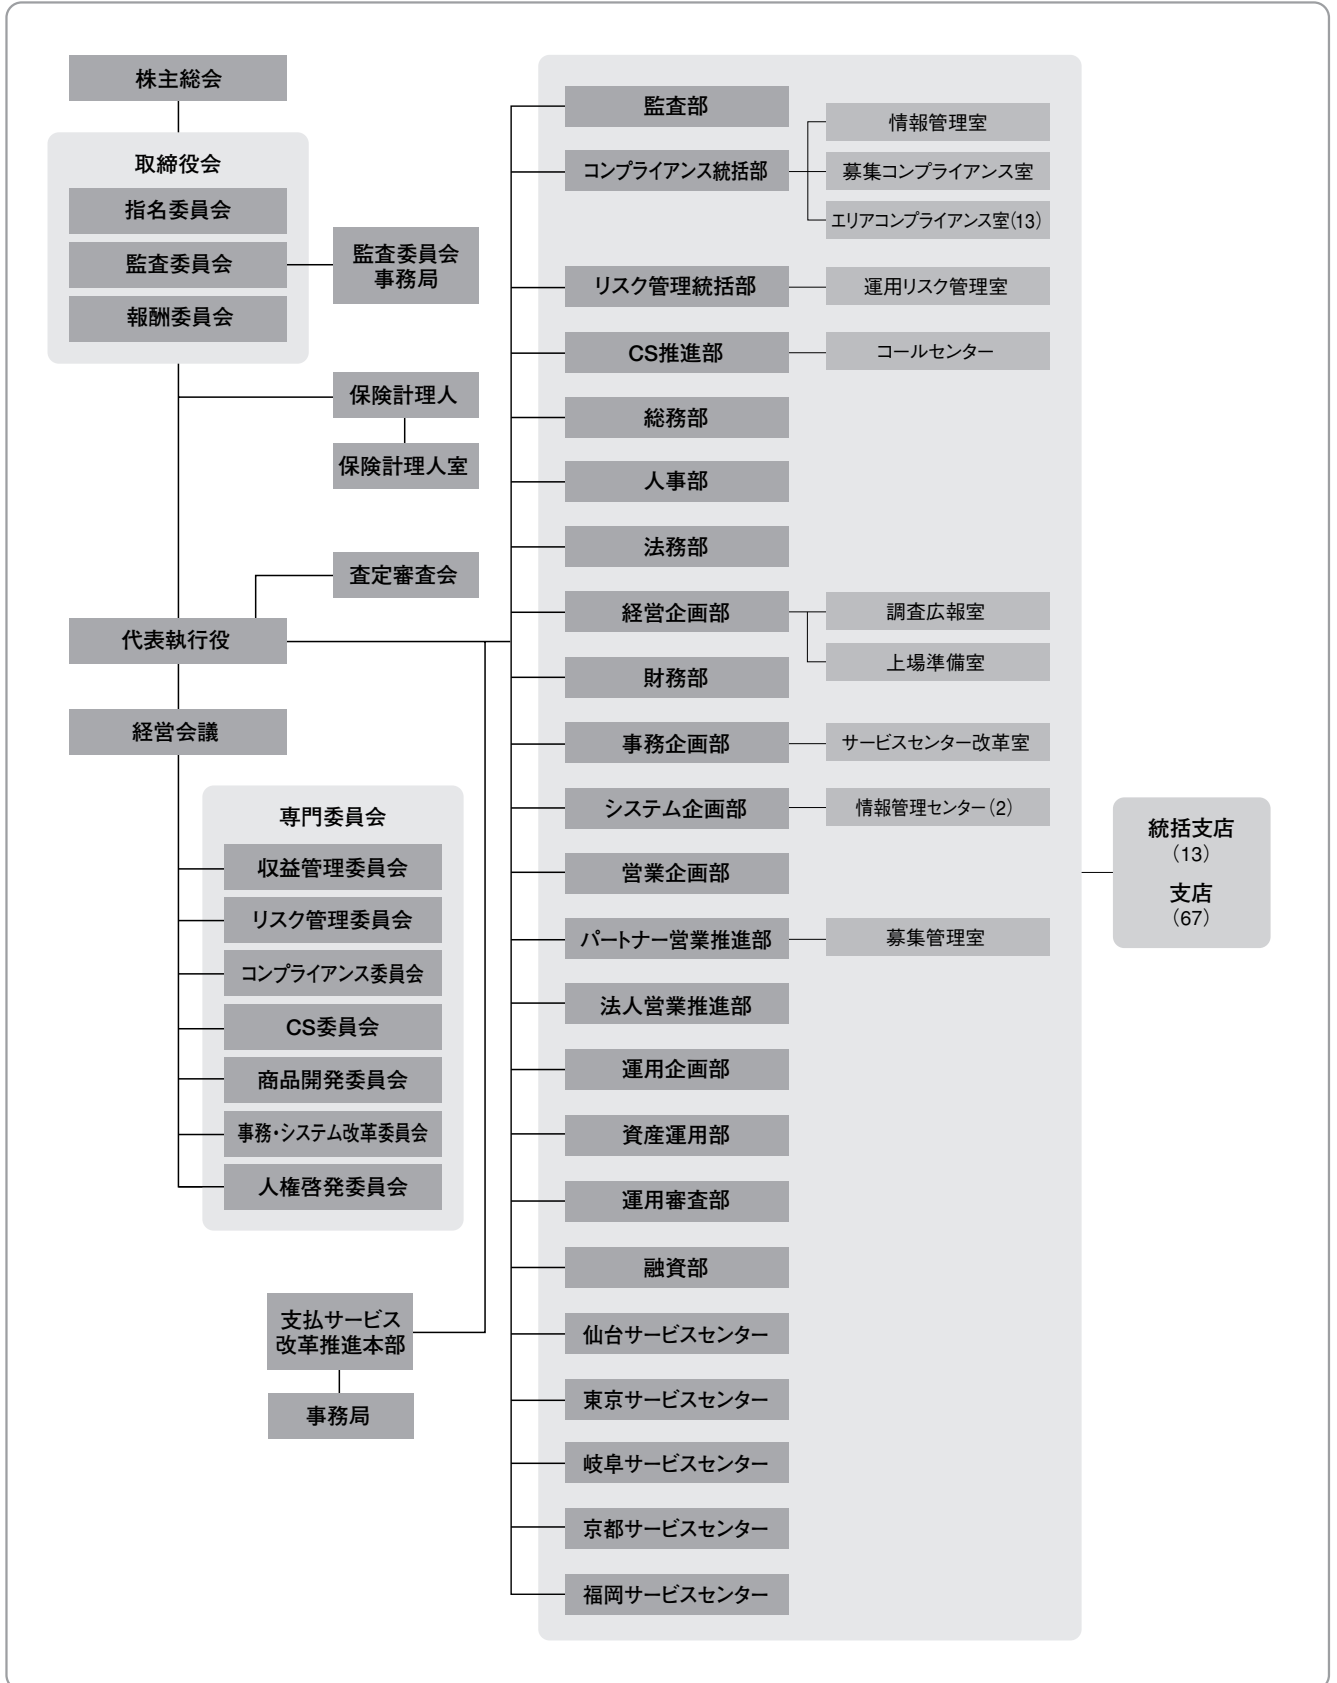 株主総会
取締役会
指名委員会
監査委員会
報酬委員会
監査委員会
事務局
保険計理人
保険計理人室
査定審査会
代表執行役
経営会議
専門委員会
収益管理委員会
リスク管理委員会
コンプライアンス委員会
CS委員会
商品開発委員会
事務・システム改革委員会
人権啓発委員会
支払サービス
改革推進本部
事務局
監査部
コンプライアンス統括部
情報管理室
募集コンプライアンス室
エリアコンプライアンス室(13)
リスク管理統括部
運用リスク管理室
CS推進部
コールセンター
総務部
人事部
法務部
経営企画部
調査広報室
上場準備室
財務部
事務企画部
サービスセンター改革室
システム企画部
情報管理センター(2)
営業企画部
パートナー営業推進部
募集管理室
法人営業推進部
運用企画部
資産運用部
運用審査部
融資部
仙台サービスセンター
東京サービスセンター
岐阜サービスセンター
京都サービスセンター
福岡サービスセンター
統括支店
(13)
支店
(67)